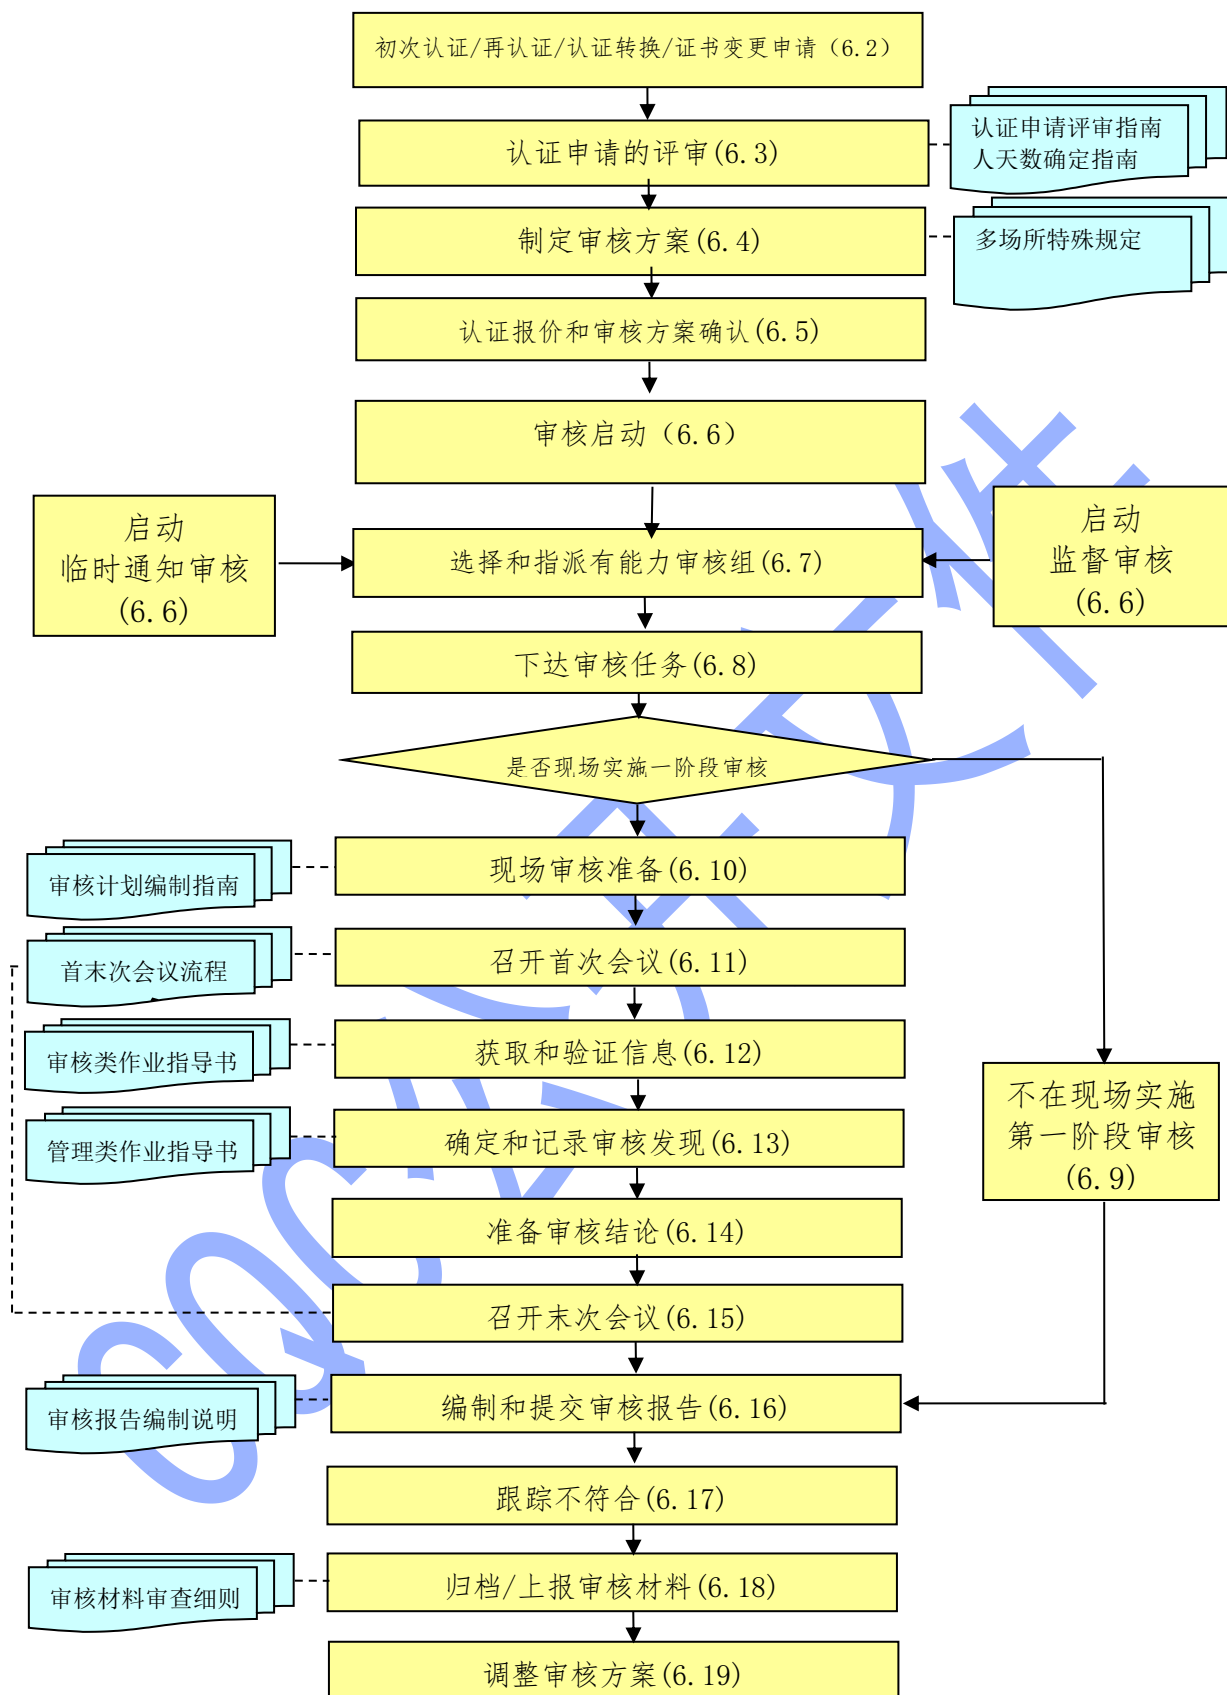 初次认证/再认证/认证转换/证书变更申请（6.2）
认证申请的评审(6.3)
认证申请评审指南
人天数确定指南
制定审核方案(6.4)
多场所特殊规定
认证报价和审核方案确认(6.5)
审核启动（6.6）
启动
临时通知审核
(6.6)
选择和指派有能力审核组(6.7)
启动
监督审核
(6.6)
下达审核任务(6.8)
是否现场实施一阶段审核
审核计划编制指南
现场审核准备(6.10)
首末次会议流程
召开首次会议(6.11)
审核类作业指导书
获取和验证信息(6.12)
不在现场实施
第一阶段审核
(6.9)
管理类作业指导书
确定和记录审核发现(6.13)
准备审核结论(6.14)
召开末次会议(6.15)
审核报告编制说明
编制和提交审核报告(6.16)
跟踪不符合(6.17)
审核材料审查细则
归档/上报审核材料(6.18)
调整审核方案(6.19)